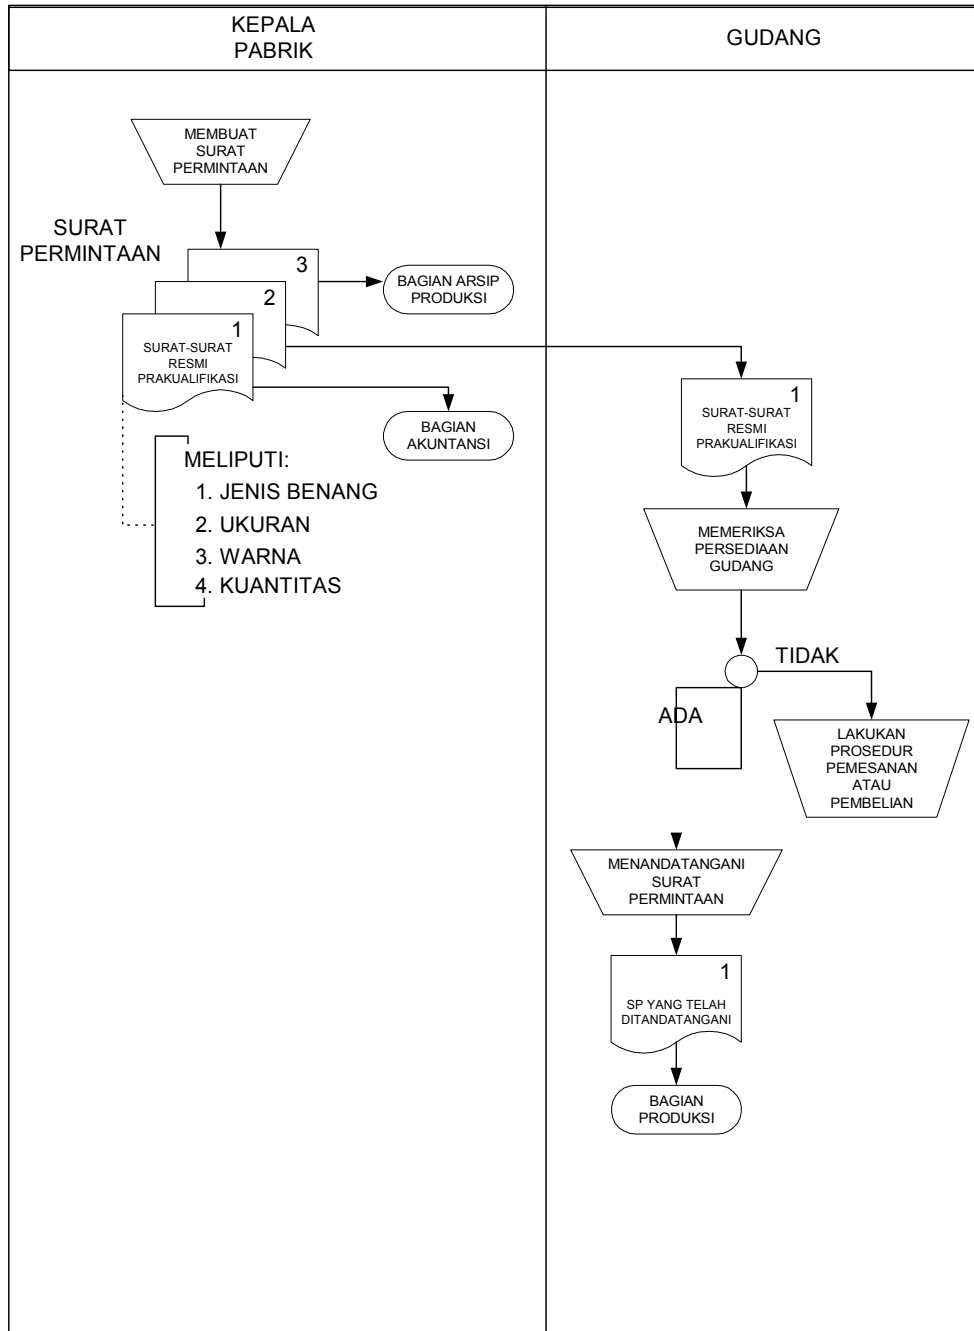 KEPALA
PABRIK
GUDANG
MEMBUAT
SURAT
PERMINTAAN
SURAT
PERMINTAAN
3
2
1
SURAT-SURAT
RESMI
PRAKUALIFIKASI
BAGIAN ARSIP
PRODUKSI
BAGIAN
AKUNTANSI
MELIPUTI:
1. JENIS BENANG
2. UKURAN
3. WARNA
4. KUANTITAS
1
SURAT-SURAT
RESMI
PRAKUALIFIKASI
MEMERIKSA
PERSEDIAAN
GUDANG
TIDAK
ADA
LAKUKAN
PROSEDUR
PEMESANAN
ATAU
PEMBELIAN
MENANDATANGANI
SURAT
PERMINTAAN
1
SP YANG TELAH
DITANDATANGANI
BAGIAN
PRODUKSI